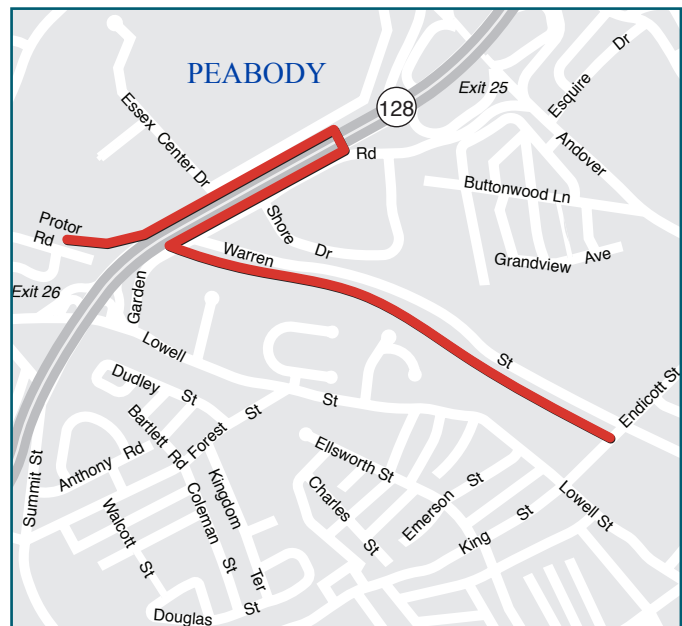 PEABODY
Exit 25
Esquire Dr
128
Essex Center Dr
Andover
Rd
Buttonwood Ln
Protor
Rd
Shore Dr
Warren
Grandview Ave
Exit 26
Garden
Lowell
St
Dudley St
St
Endicott St
Bartlett Rd
Forest St
Anthony Rd
Ellsworth St
Summit St
Walcott St
Coleman St
Kingdom Ter
Charles St
Emerson St
King St
Lowell St
Douglas St